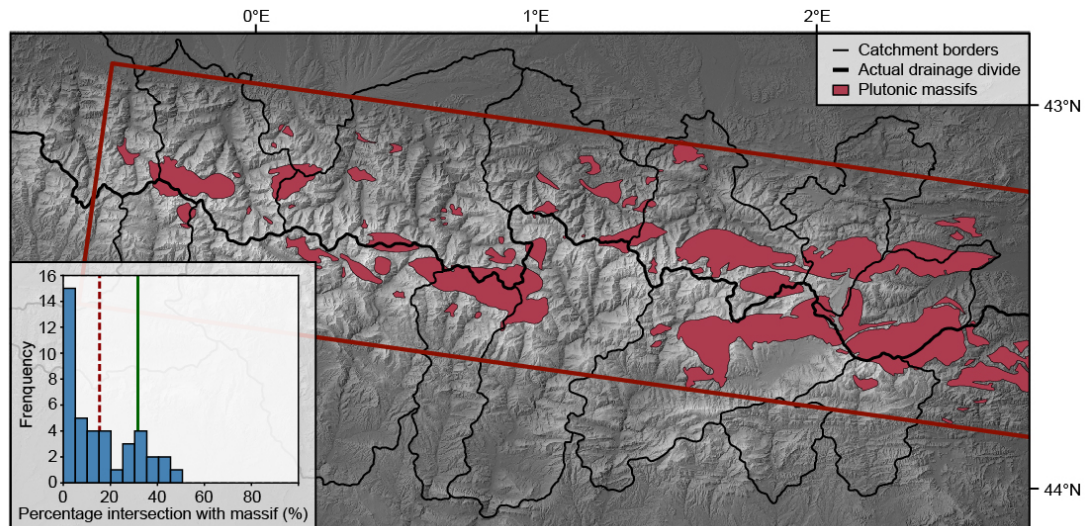 0°E 1°E 2°E
Catchment borders
Actual drainage divide
Plutonic massifs
43°N
44°N
16
14
12
10
8
6
4
2
0
Frenquency
0 20 40 60 80
Percentage intersection with massif (%)